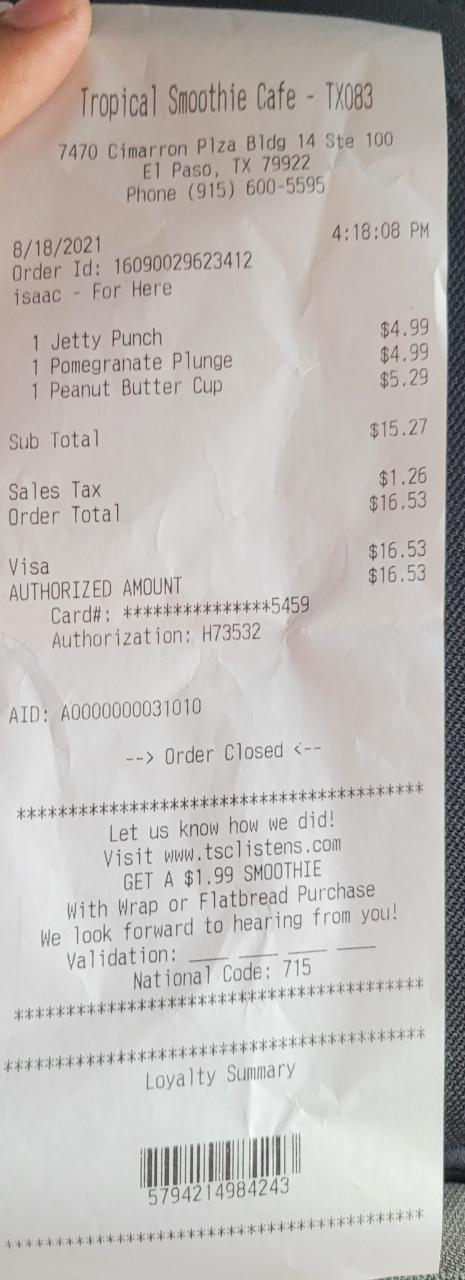 Tropical Smoothie Cafe - TX083
7470 Cimarron Plza Bldg 14 Ste 100
El Paso, TX 79922
Phone (915) 600-5595
8/18/2021 4:18:08 PM
Order Id: 16090029623412
isaac - For Here
1 Jetty Punch $4.99
1 Pomegranate Plunge $4.99
1 Peanut Butter Cup $5.29
Sub Total $15.27
Sales Tax $1.26
Order Total $16.53
Visa $16.53
AUTHORIZED AMOUNT $16.53
Card#: ***************5459
Authorization: H73532
AID: A0000000031010
--> Order Closed <--
****************************************
Let us know how we did!
Visit www.tsclistens.com
GET A $1.99 SMOOTHIE
With Wrap or Flatbread Purchase
We look forward to hearing from you!
Validation: ___ ___ ___ ___
National Code: 715
****************************************
****************************************
Loyalty Summary
5794214984243
****************************************